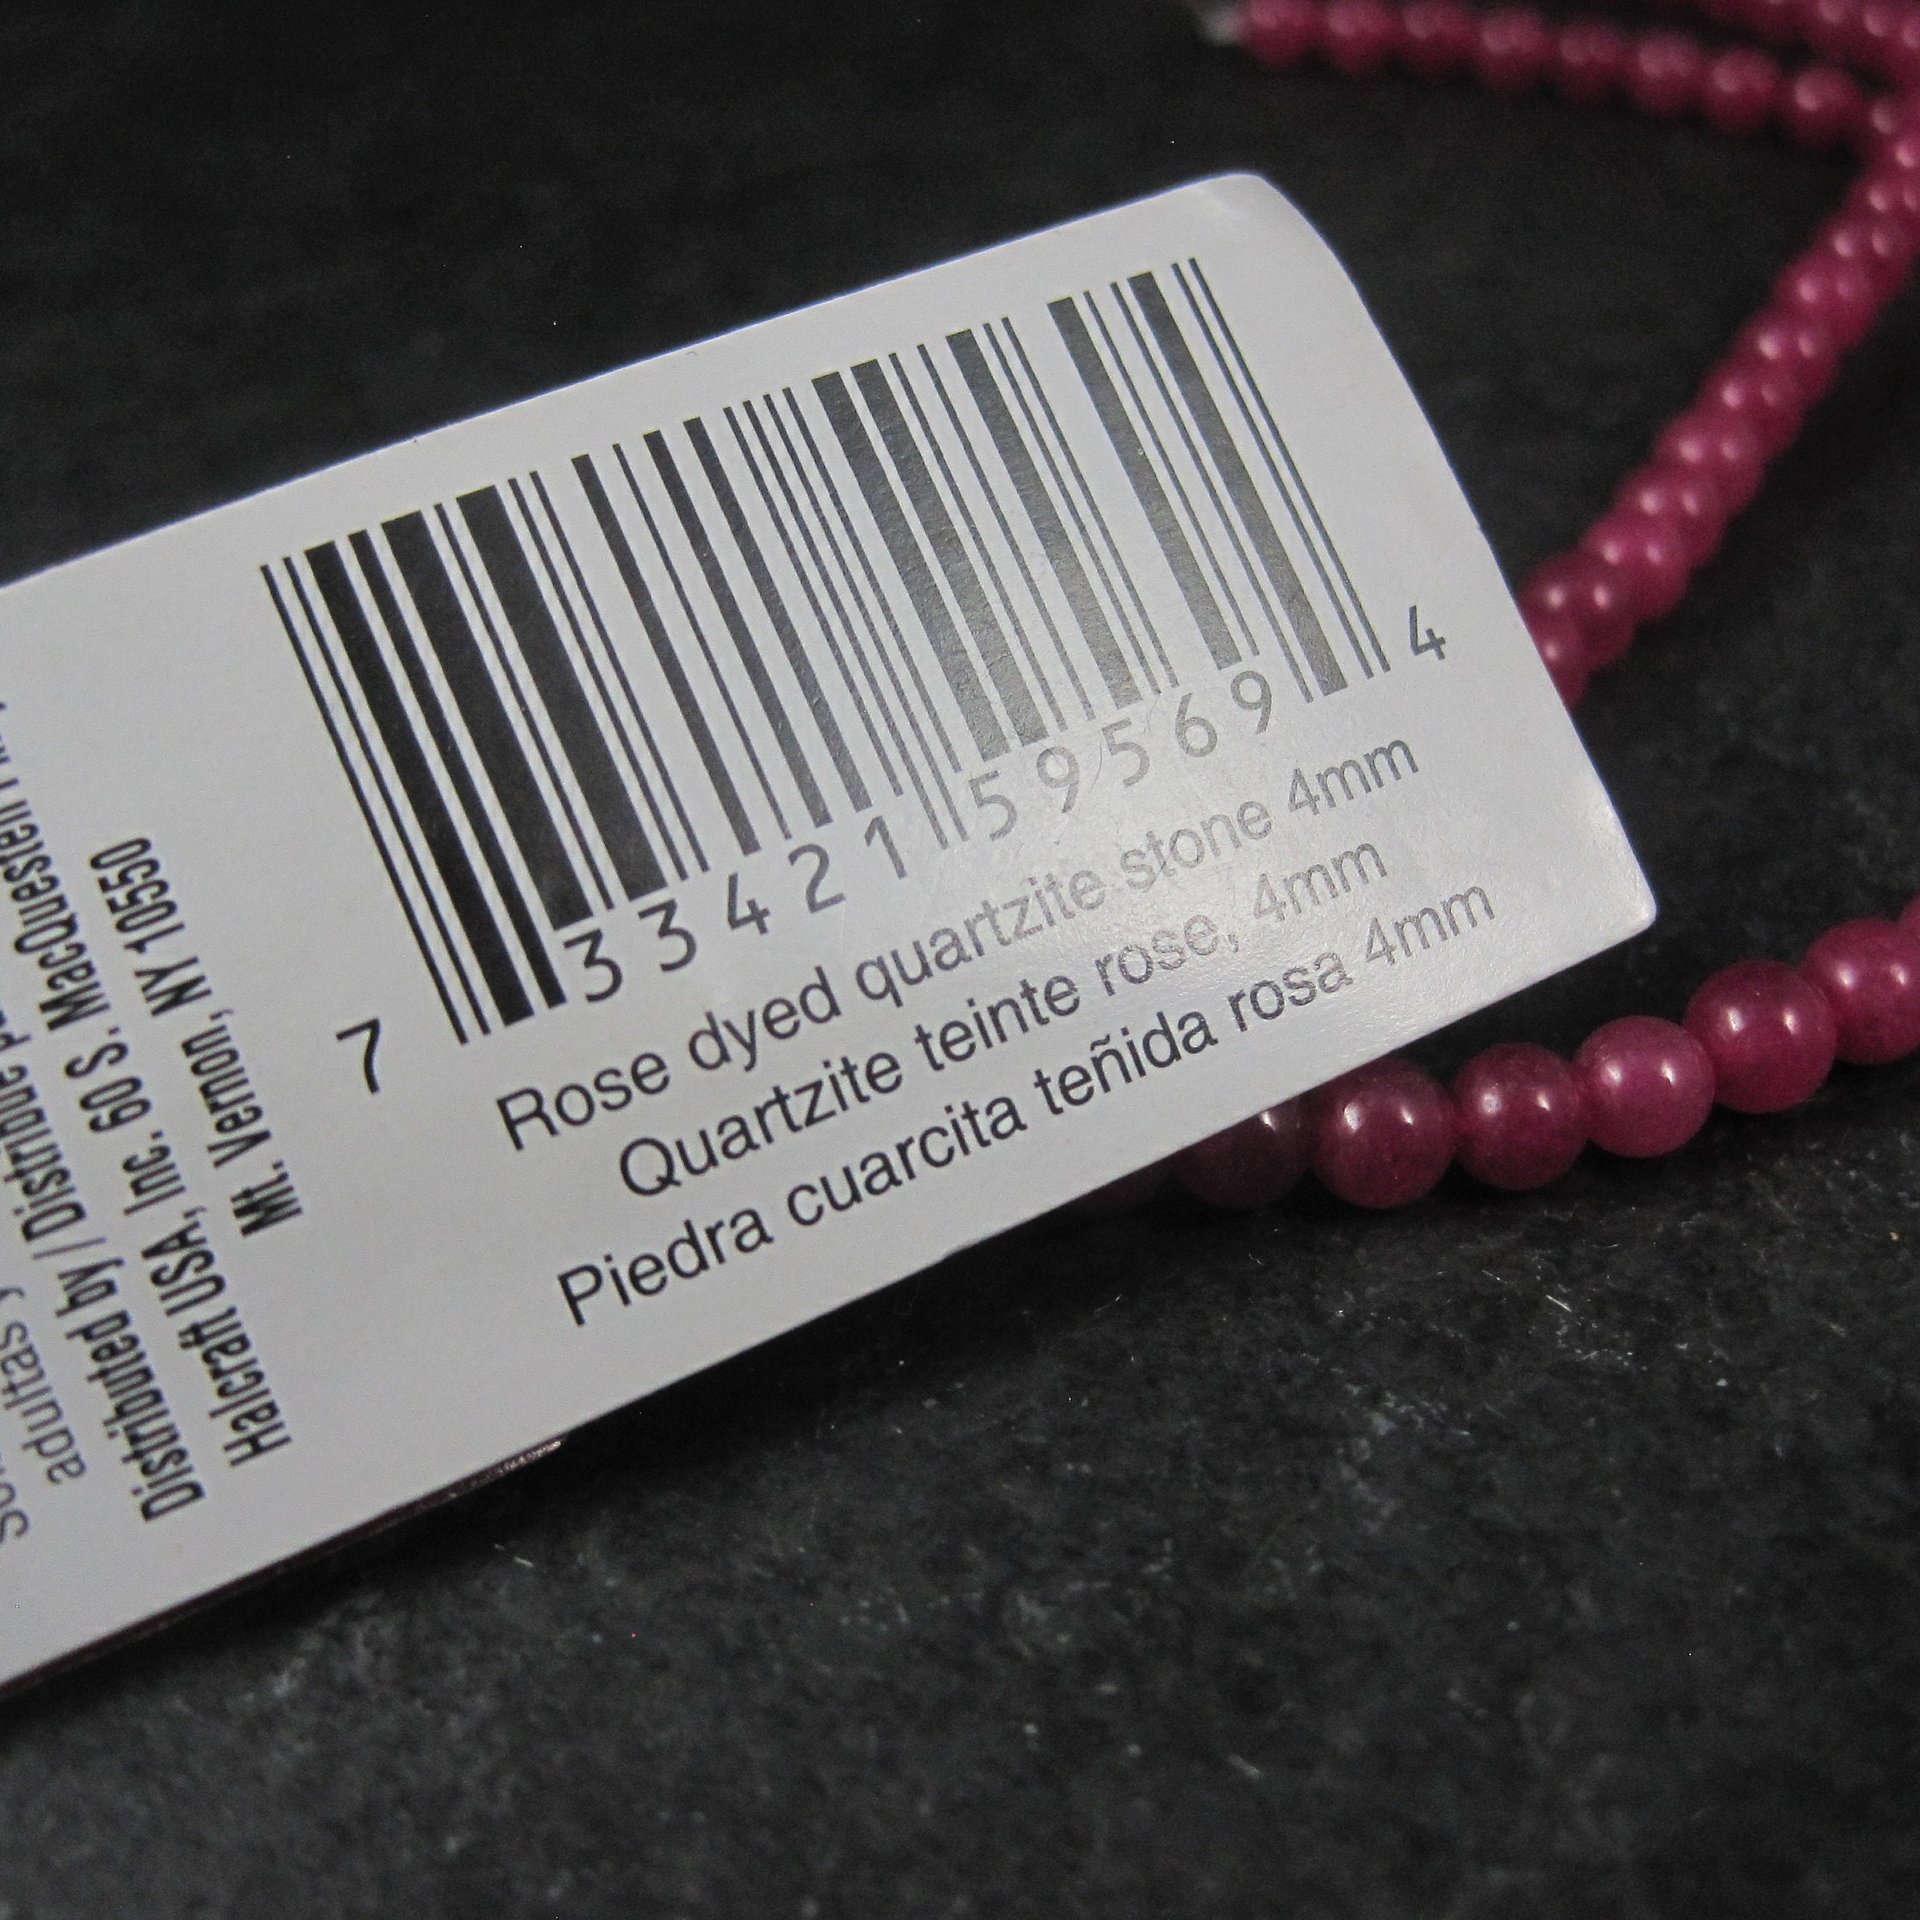 adultas y
Distributed by / Distribué
Halcraft USA, Inc. 60 S. MacQuesten
Mt. Vernon, NY 10550
7 33421 59569 4
Rose dyed quartzite stone 4mm
Quartzite teinte rose, 4mm
Piedra cuarcita teñida rosa 4mm